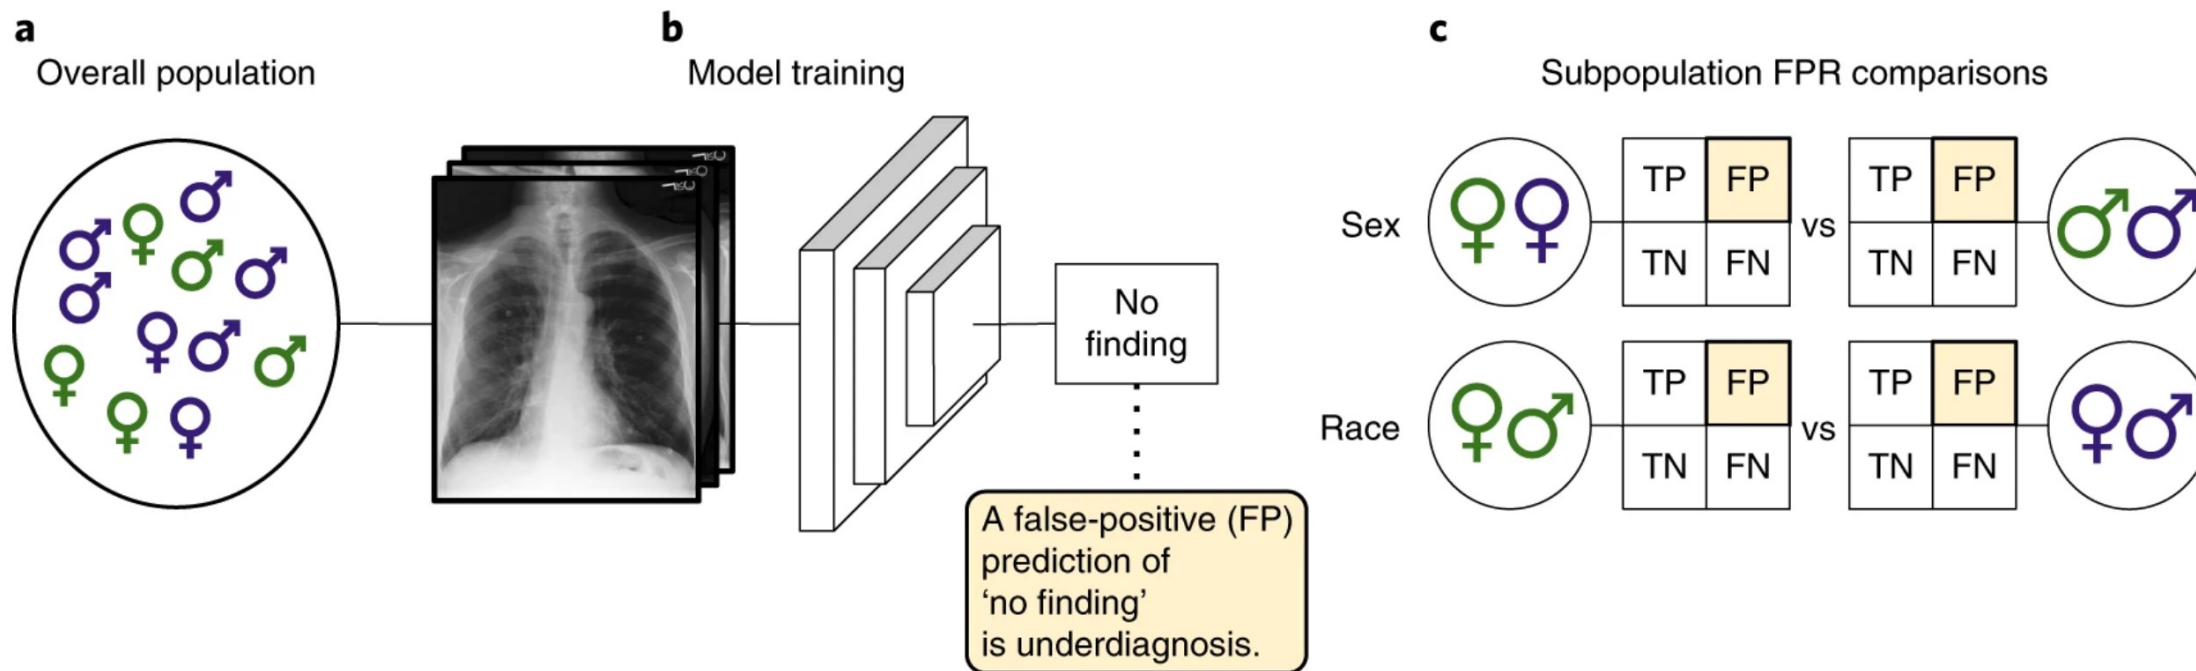 a
Overall population
b
Model training
No
finding
A false-positive (FP)
prediction of
‘no finding’
is underdiagnosis.
c
Subpopulation FPR comparisons
Sex
TP FP
TN FN
vs
TP FP
TN FN
Race
TP FP
TN FN
vs
TP FP
TN FN